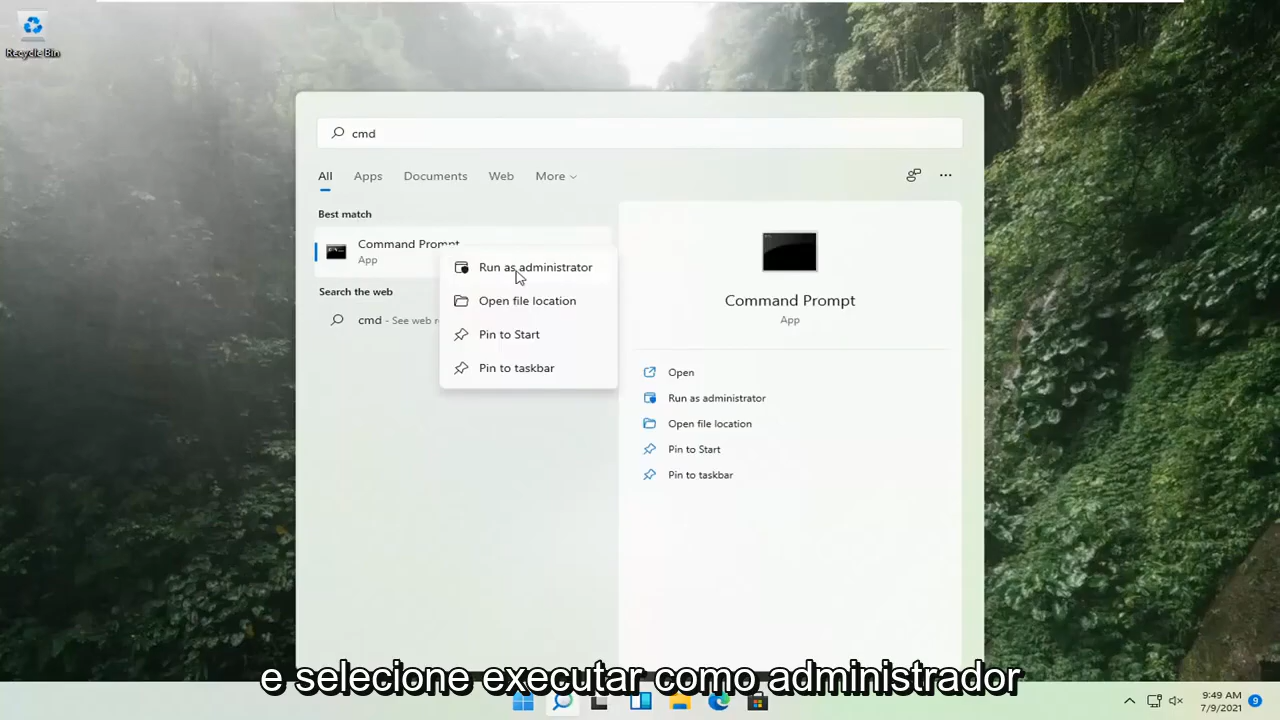 Recycle Bin
cmd
All Apps Documents Web More
Best match
Command Prompt
App
Search the web
cmd - See web
Run as administrator
Open file location
Pin to Start
Pin to taskbar
Command Prompt
App
Open
Run as administrator
Open file location
Pin to Start
Pin to taskbar
e selecione executar como administrador
9:49 AM
7/9/2021
9